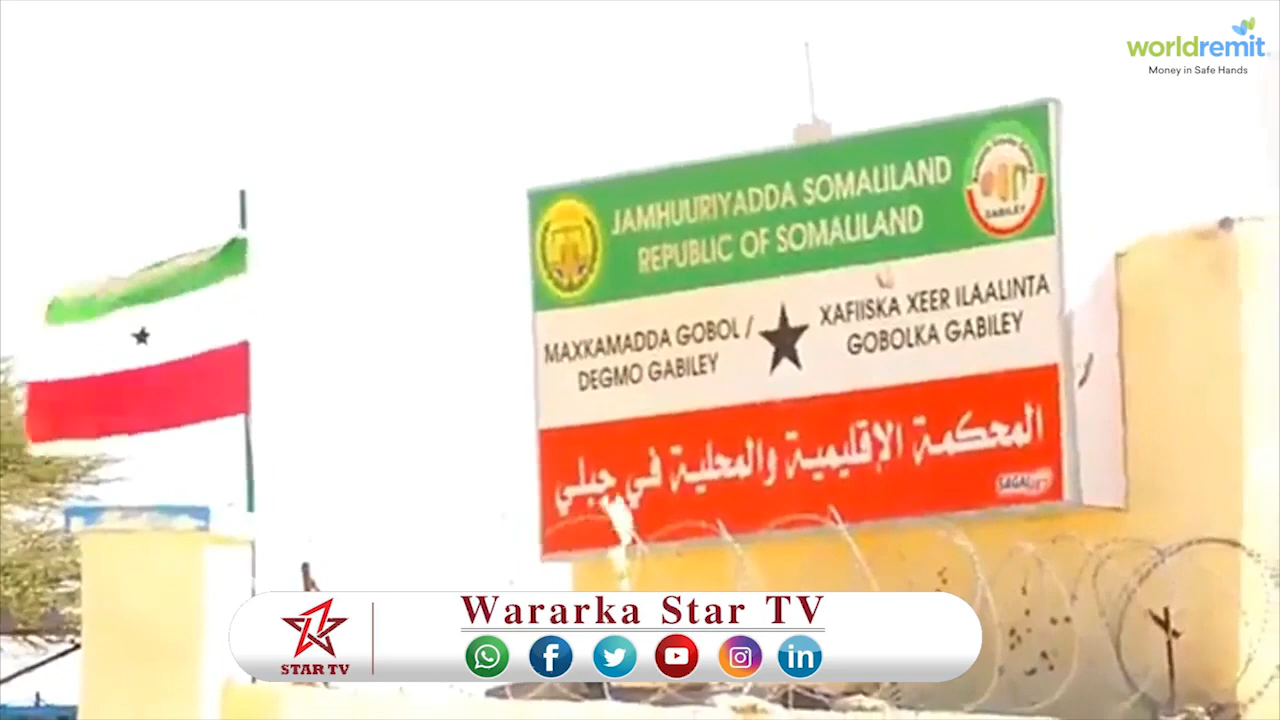 worldremit
Money in Safe Hands
JAMHUURIYADDA SOMALILAND
REPUBLIC OF SOMALILAND
GABILEY
MAXKAMADDA GOBOL /
DEGMO GABILEY
XAFIISKA XEER ILAALINTA
GOBOLKA GABILEY
المحكمة الإقليمية والمحلية في جبلي
SAGAL
Wararka Star TV
STAR TV